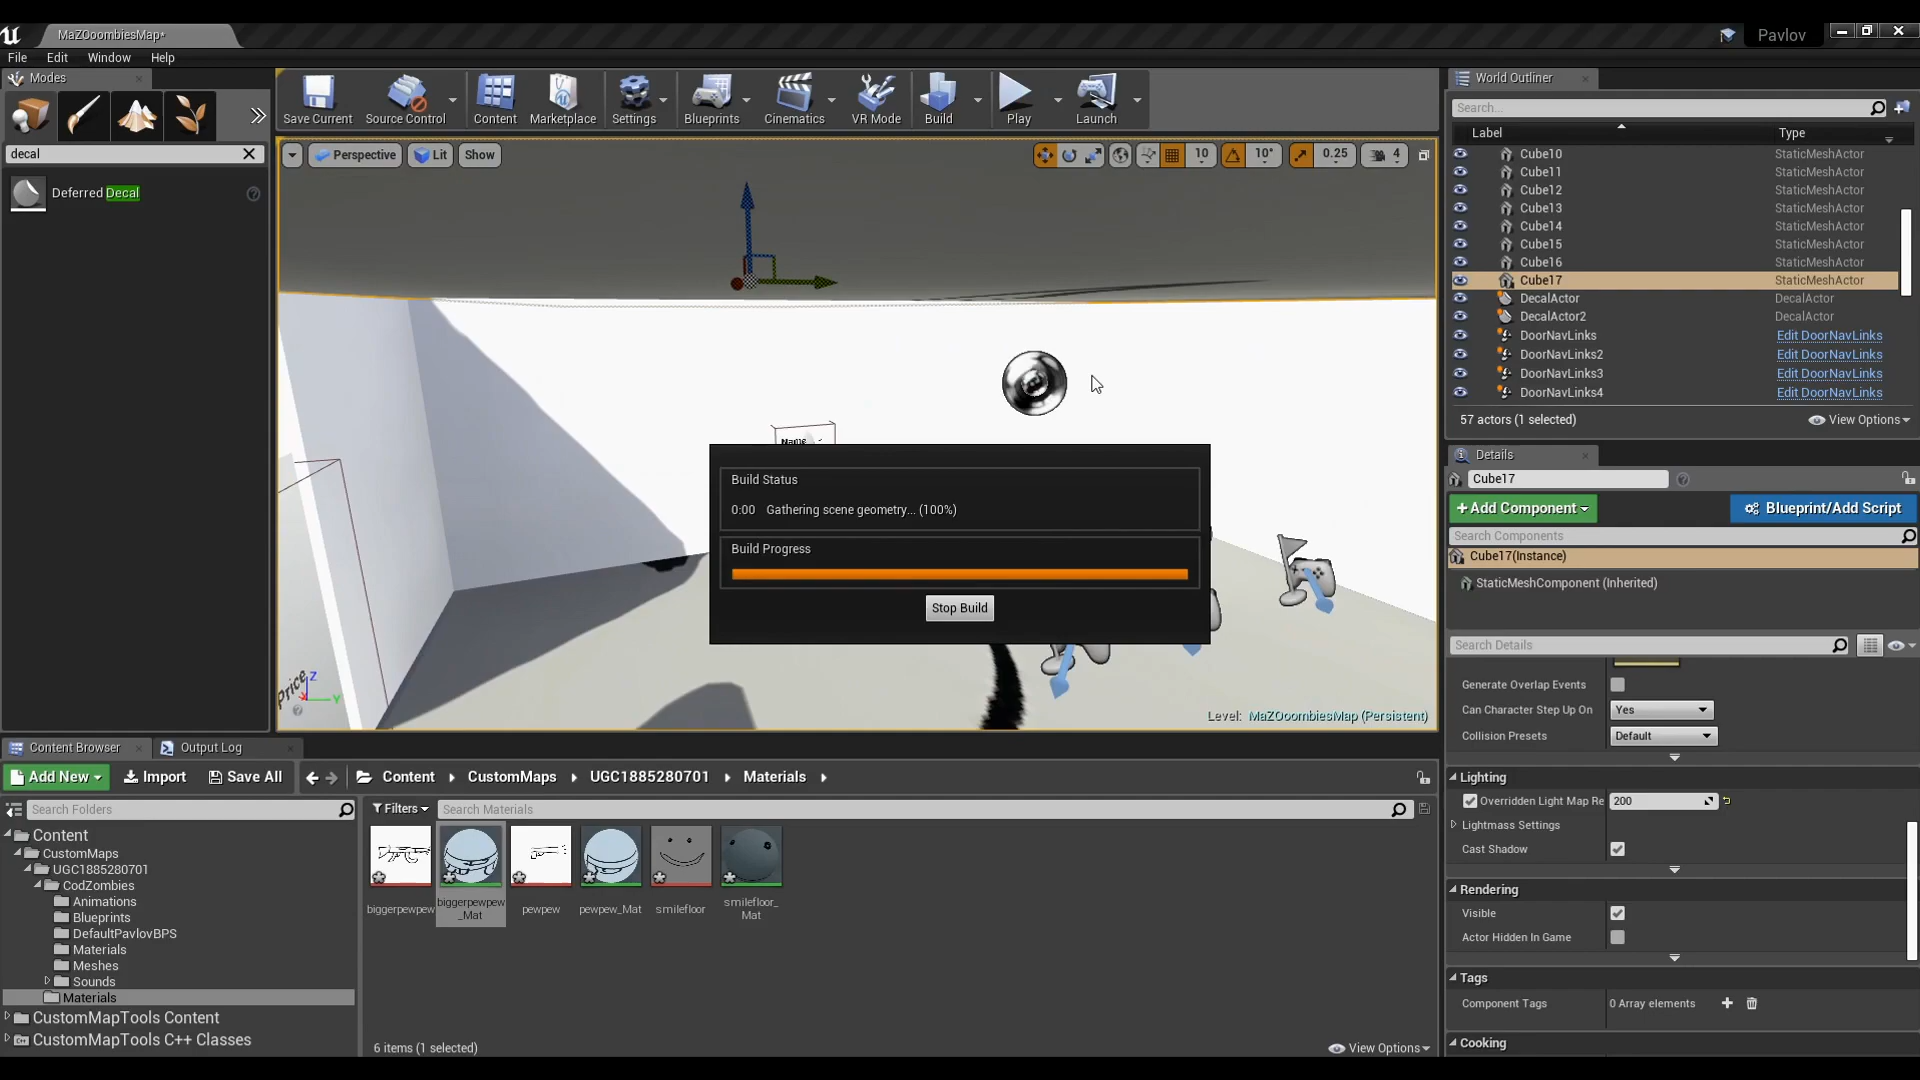 MaZOoombiesMap*
Pavlov
File Edit Window Help
Modes
Save Current
Source Control
Content
Marketplace
Settings
Blueprints
Cinematics
VR Mode
Build
Play
Launch
decal
Deferred Decal
Perspective
Lit
Show
10
10°
0.25
4
Name
Price
Z
Y
Level: MaZOoombiesMap (Persistent)
Build Status
0:00 Gathering scene geometry... (100%)
Build Progress
Stop Build
World Outliner
Search...
Label Type
Cube10 StaticMeshActor
Cube11 StaticMeshActor
Cube12 StaticMeshActor
Cube13 StaticMeshActor
Cube14 StaticMeshActor
Cube15 StaticMeshActor
Cube16 StaticMeshActor
Cube17 StaticMeshActor
DecalActor DecalActor
DecalActor2 DecalActor
DoorNavLinks Edit DoorNavLinks
DoorNavLinks2 Edit DoorNavLinks
DoorNavLinks3 Edit DoorNavLinks
DoorNavLinks4 Edit DoorNavLinks
57 actors (1 selected)
View Options
Details
Cube17
+ Add Component
Blueprint/Add Script
Search Components
Cube17(Instance)
StaticMeshComponent (Inherited)
Search Details
Generate Overlap Events
Can Character Step Up On Yes
Collision Presets Default
Lighting
Overridden Light Map Re 200
Lightmass Settings
Cast Shadow
Rendering
Visible
Actor Hidden In Game
Tags
Component Tags 0 Array elements
Cooking
Content Browser
Output Log
Add New
Import
Save All
Content
CustomMaps
UGC1885280701
Materials
Search Folders
Filters
Search Materials
Content
CustomMaps
UGC1885280701
CodZombies
Animations
Blueprints
DefaultPavlovBPS
Materials
Meshes
Sounds
Materials
CustomMapTools Content
CustomMapTools C++ Classes
biggerpewpew
biggerpewpew
_Mat
pewpew
pewpew_Mat
smilefloor
smilefloor_
Mat
6 items (1 selected)
View Options